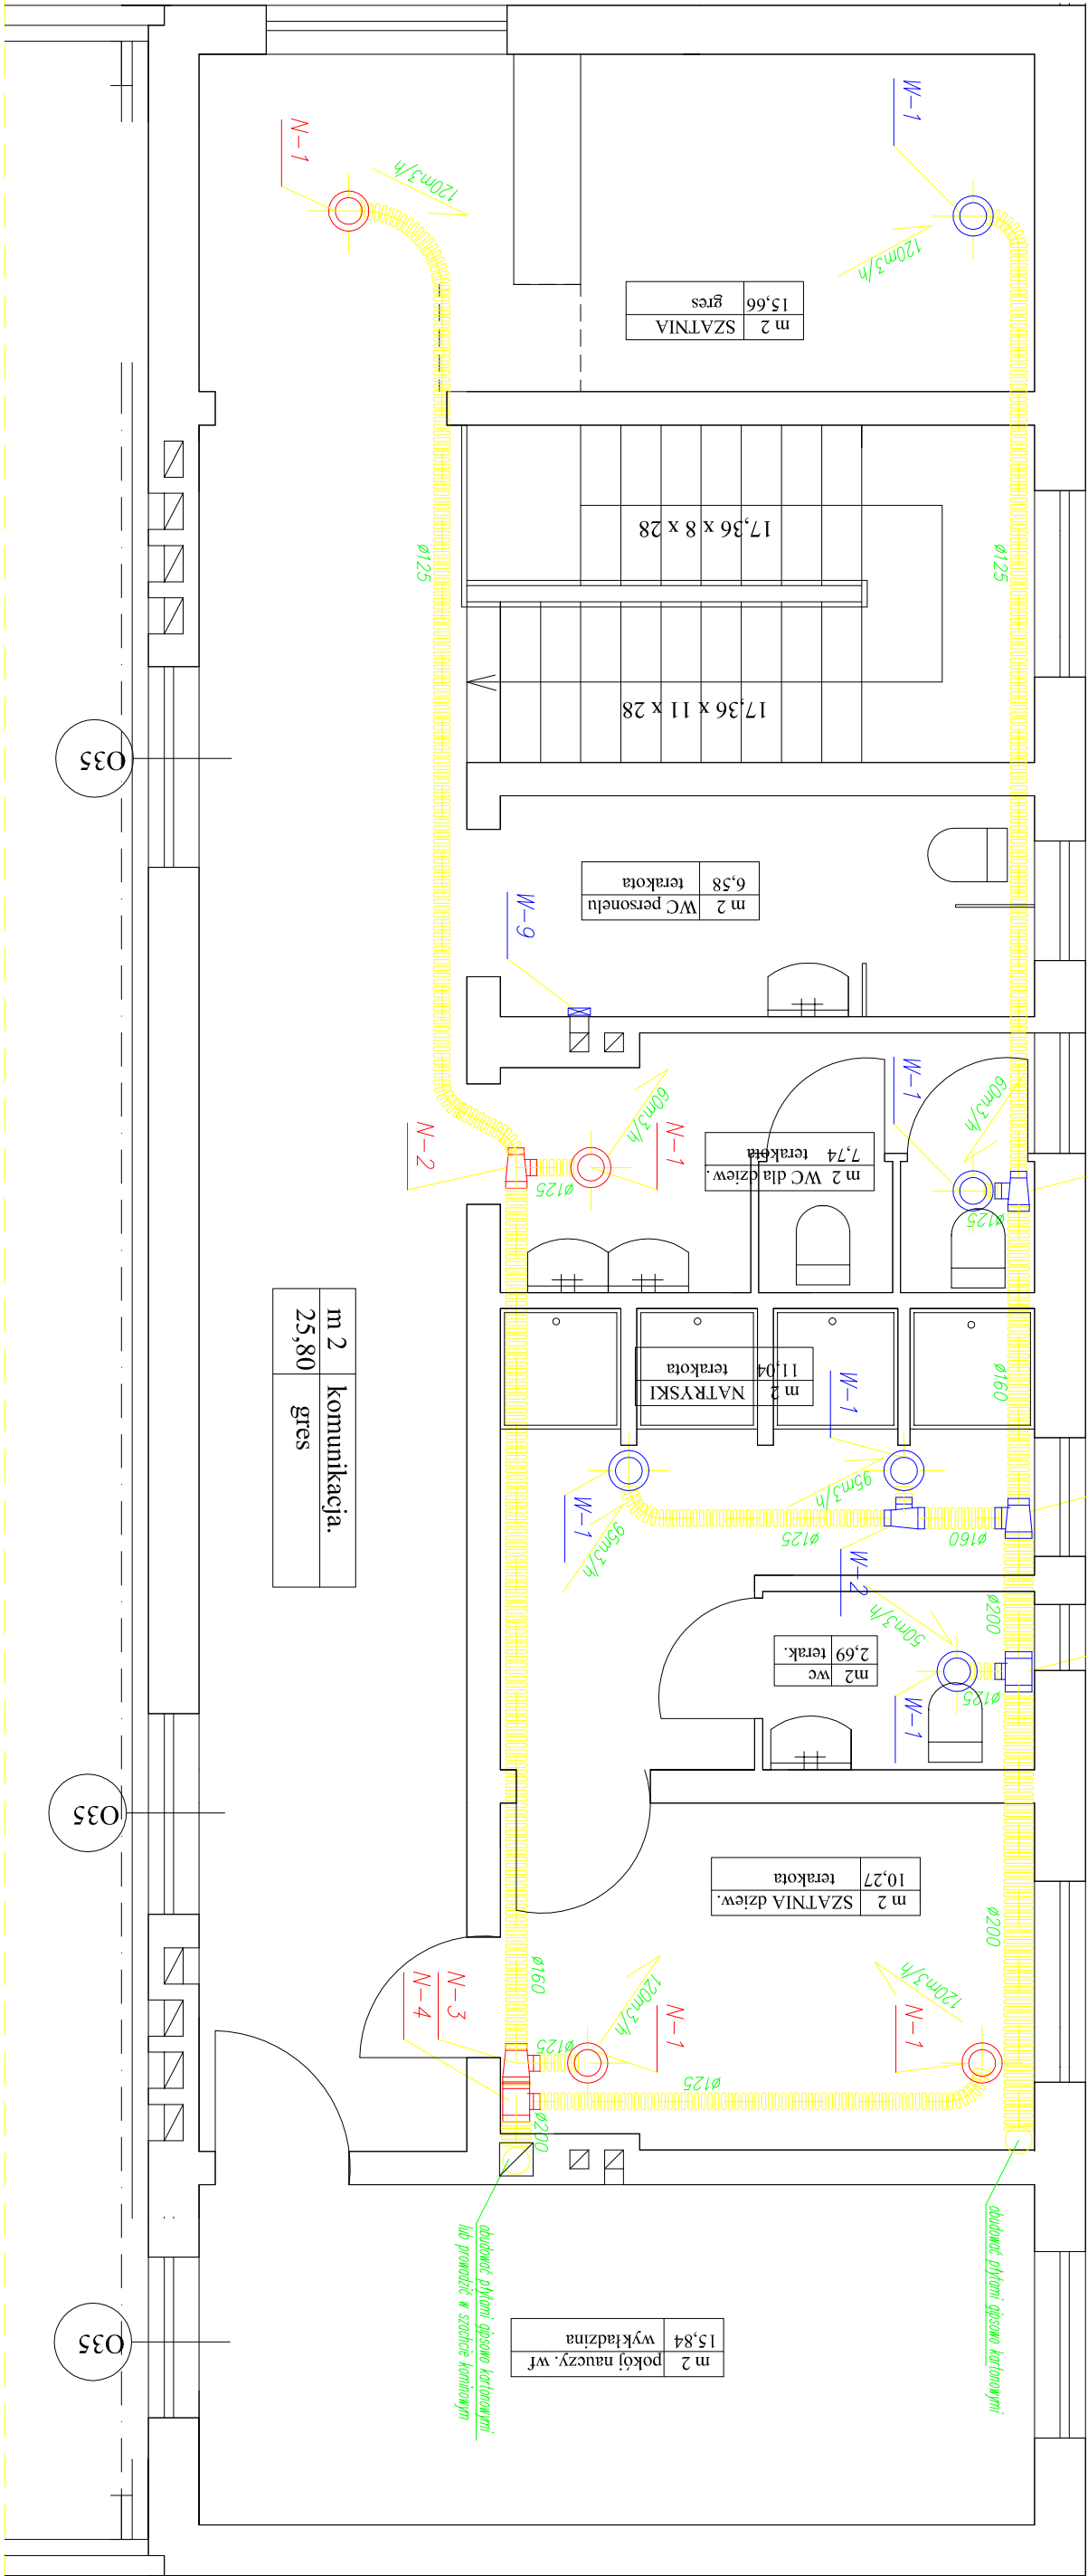 N-1
120m3/h
W-1
120m3/h
m 2 SZATNIA
15,66 gres
17,36 x 8 x 28
ø125
ø125
17,36 x 11 x 28
O35
m 2 WC personelu
6,58 terakota
W-9
W-1
60m3/h
60m3/h
N-1
N-2
m 2 WC dla dziew.
7,74 terakota
ø125
ø125
m 2 komunikacja.
25,80 gres
m 2 NATRYSKI
11,04 terakota
ø160
W-1
95m3/h
W-1
95m3/h
ø125
ø160
W-2
50m3/h
ø200
m2 wc
2,69 terak.
ø125
W-1
O35
m 2 SZATNIA dziew.
10,27 terakota
ø200
ø160
N-3
N-4
120m3/h
N-1
120m3/h
N-1
ø125
ø125
ø200
obudować płytami gipsowo kartonowymi
lub prowadzić w szachcie kominowym
obudować płytami gipsowo kartonowymi
m 2 pokój nauczy. wf
15,84 wykładzina
O35